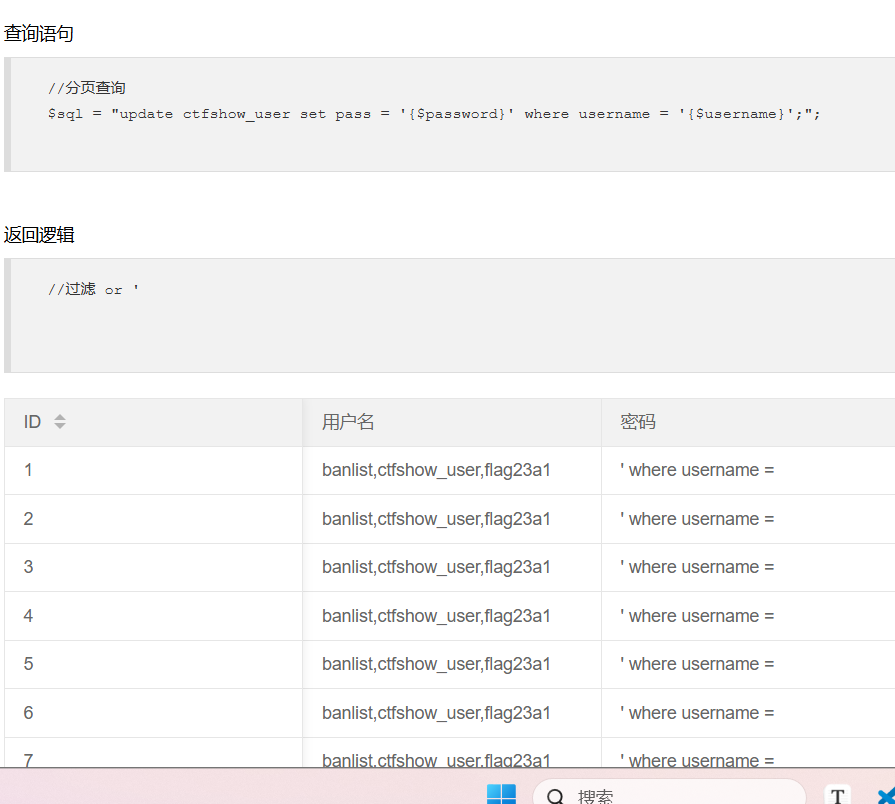 查询语句
//分页查询
$sql = "update ctfshow_user set pass = '{$password}' where username = '{$username}';";
返回逻辑
//过滤 or '
ID 用户名 密码
1 banlist,ctfshow_user,flag23a1 ' where username =
2 banlist,ctfshow_user,flag23a1 ' where username =
3 banlist,ctfshow_user,flag23a1 ' where username =
4 banlist,ctfshow_user,flag23a1 ' where username =
5 banlist,ctfshow_user,flag23a1 ' where username =
6 banlist,ctfshow_user,flag23a1 ' where username =
7 banlist,ctfshow_user,flag23a1 ' where username =
搜索 T